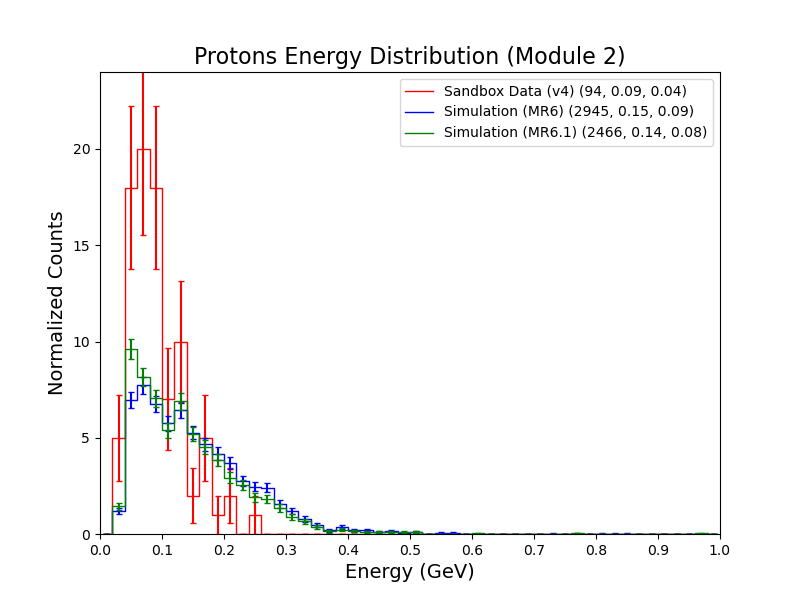 Protons Energy Distribution (Module 2)
Sandbox Data (v4) (94, 0.09, 0.04)
Simulation (MR6) (2945, 0.15, 0.09)
Simulation (MR6.1) (2466, 0.14, 0.08)
Normalized Counts
20
15
10
5
0
0.0 0.1 0.2 0.3 0.4 0.5 0.6 0.7 0.8 0.9 1.0
Energy (GeV)